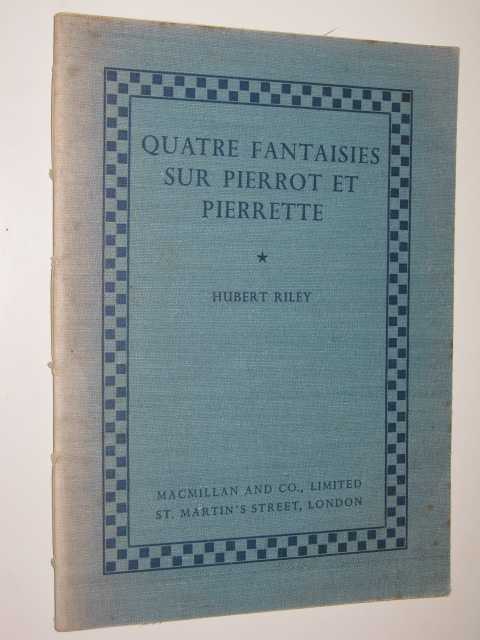 QUATRE FANTAISIES
SUR PIERROT ET
PIERRETTE
★
HUBERT RILEY
MACMILLAN AND CO., LIMITED
ST. MARTIN'S STREET, LONDON